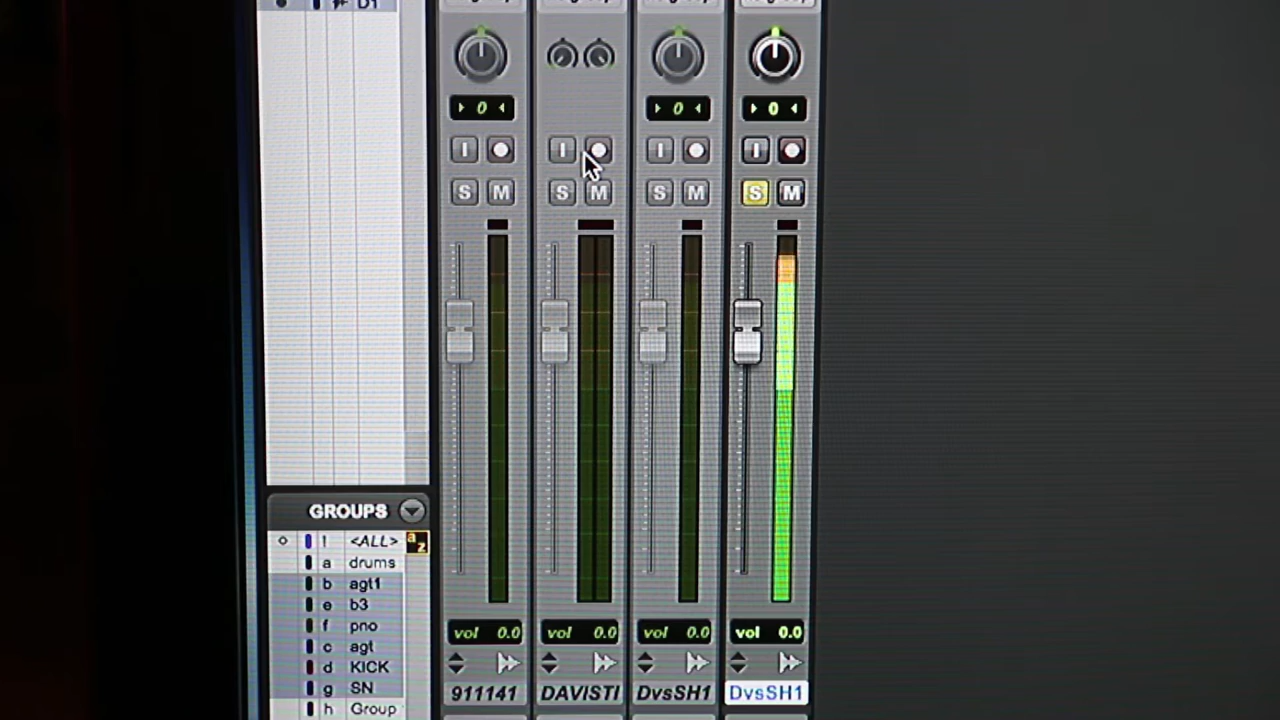 D1
0 0 0
I I I I
S M S M S M S M
GROUPS
! <ALL> a z
a drums
b agt1
e b3
f pno
c agt
d KICK
g SN
h Group
vol 0.0 vol 0.0 vol 0.0 vol 0.0
911141 DAVISTI DvsSH1 DvsSH1